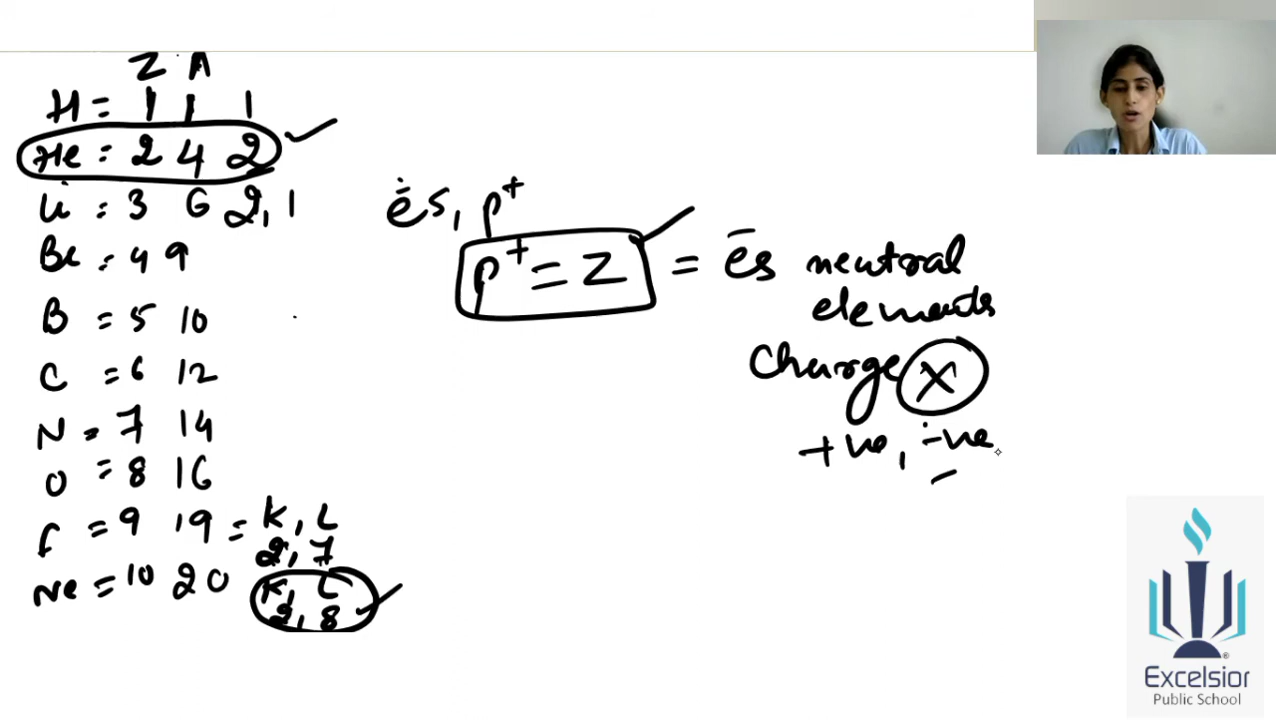 Z A
H = 1 1 1
He = 2 4 2
Li = 3 6 2, 1
Be = 4 9
B = 5 10
C = 6 12
N = 7 14
O = 8 16
F = 9 19 = K, L
2, 7
Ne = 10 20 K, L
2, 8
ēs, p⁺
p⁺ = Z = ēs neutral
elements
Charge X
+ve, -ve
Excelsior
Public School